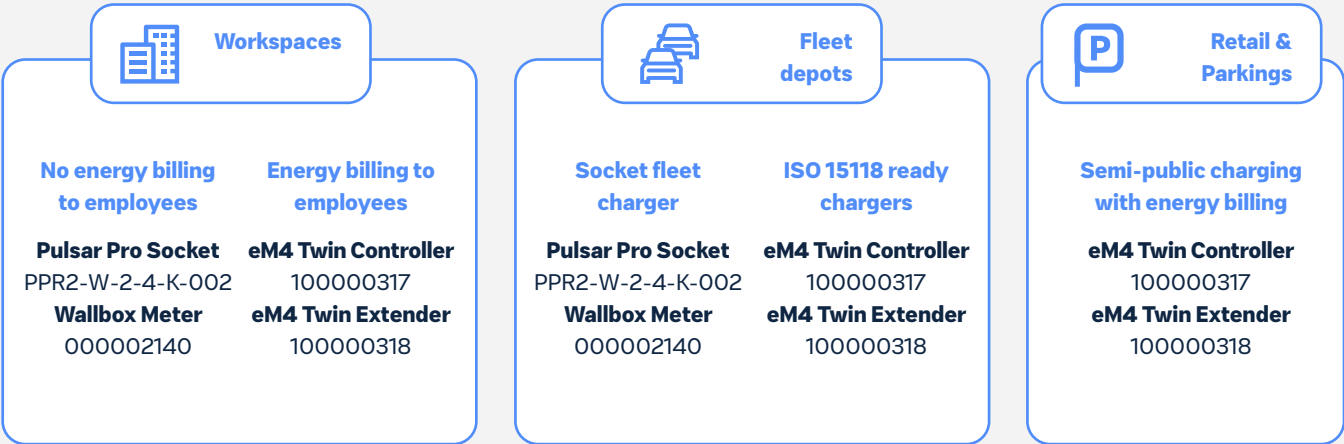 Workspaces
No energy billing
to employees
Pulsar Pro Socket
PPR2-W-2-4-K-002
Wallbox Meter
000002140
Energy billing to
employees
eM4 Twin Controller
100000317
eM4 Twin Extender
100000318
Fleet
depots
Socket fleet
charger
Pulsar Pro Socket
PPR2-W-2-4-K-002
Wallbox Meter
000002140
ISO 15118 ready
chargers
eM4 Twin Controller
100000317
eM4 Twin Extender
100000318
P
Retail &
Parkings
Semi-public charging
with energy billing
eM4 Twin Controller
100000317
eM4 Twin Extender
100000318